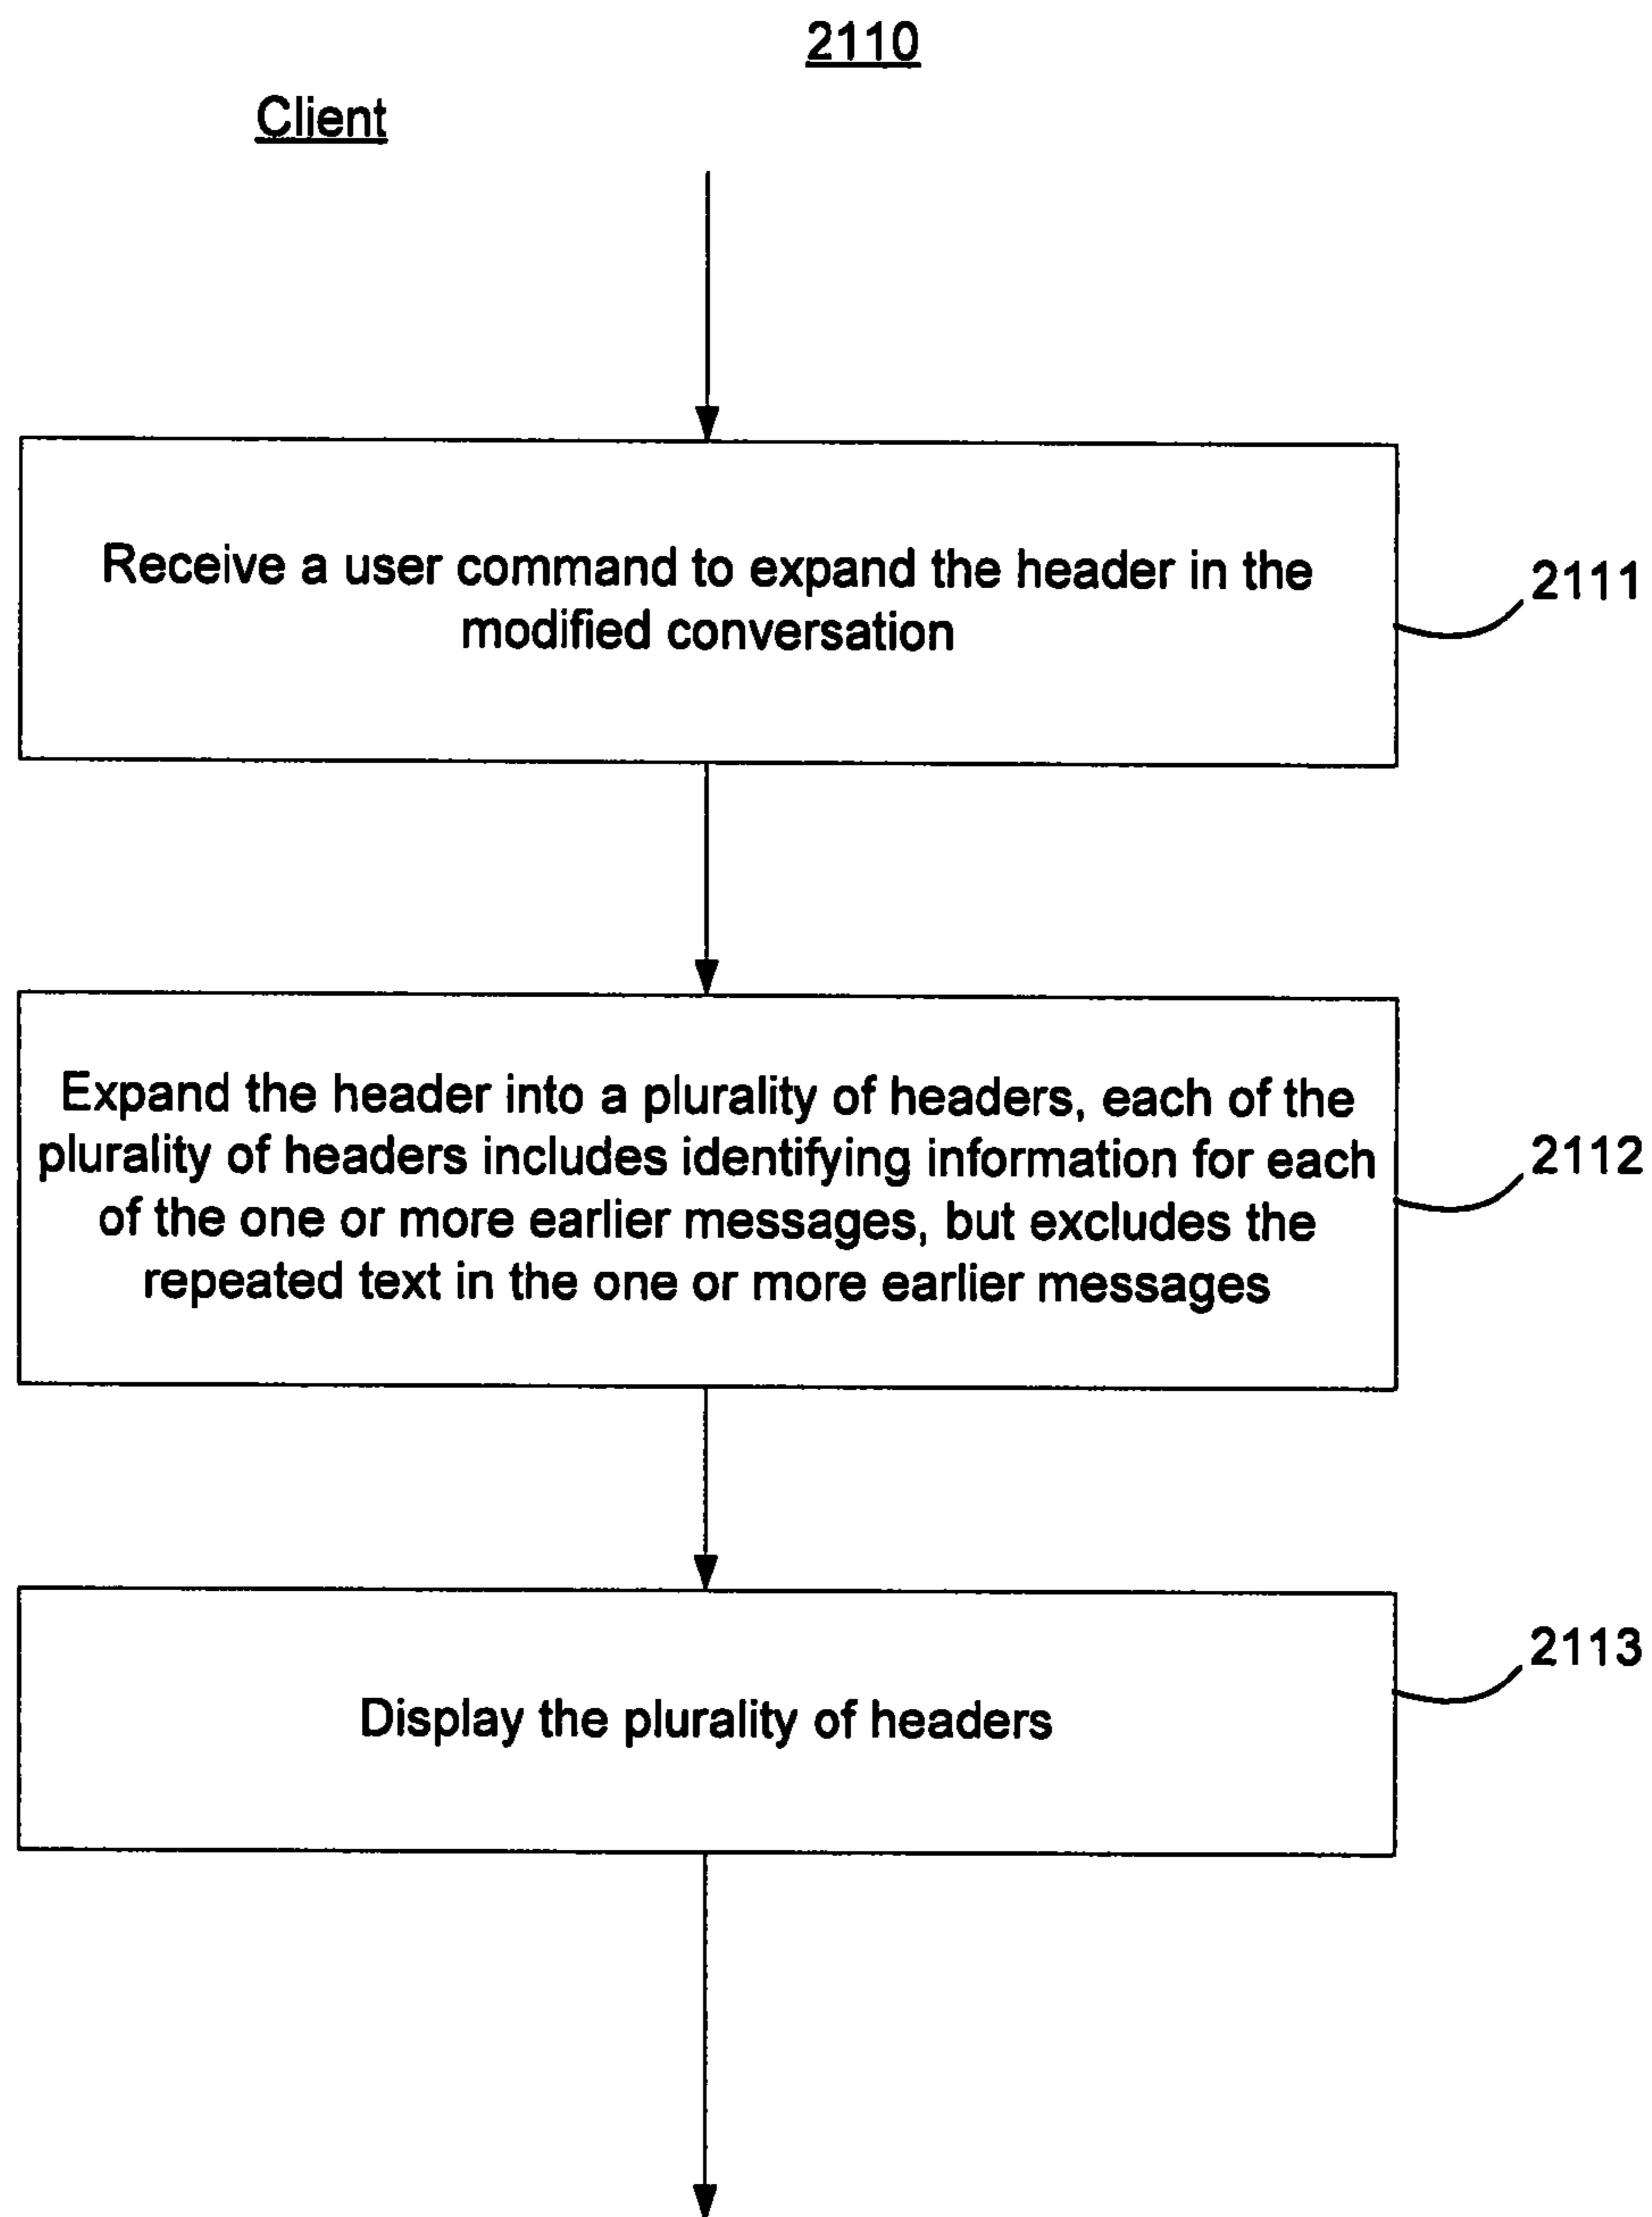 2110
Client
Receive a user command to expand the header in the
modified conversation
2111
Expand the header into a plurality of headers, each of the
plurality of headers includes identifying information for each
of the one or more earlier messages, but excludes the
repeated text in the one or more earlier messages
2112
2113
Display the plurality of headers